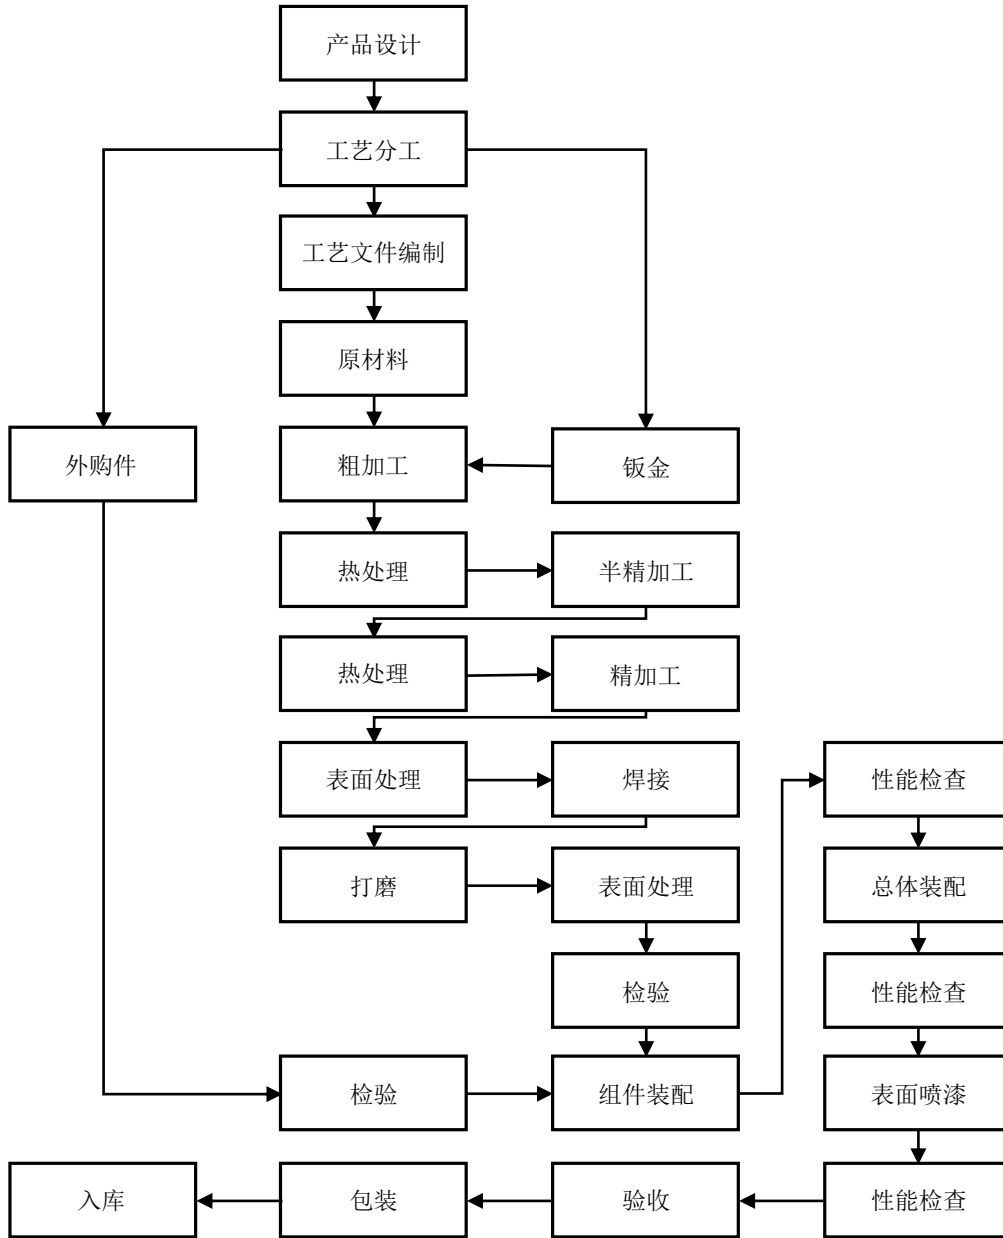 产品设计
工艺分工
工艺文件编制
原材料
外购件
粗加工
钣金
热处理
半精加工
热处理
精加工
表面处理
焊接
性能检查
打磨
表面处理
总体装配
检验
性能检查
检验
组件装配
表面喷漆
入库
包装
验收
性能检查